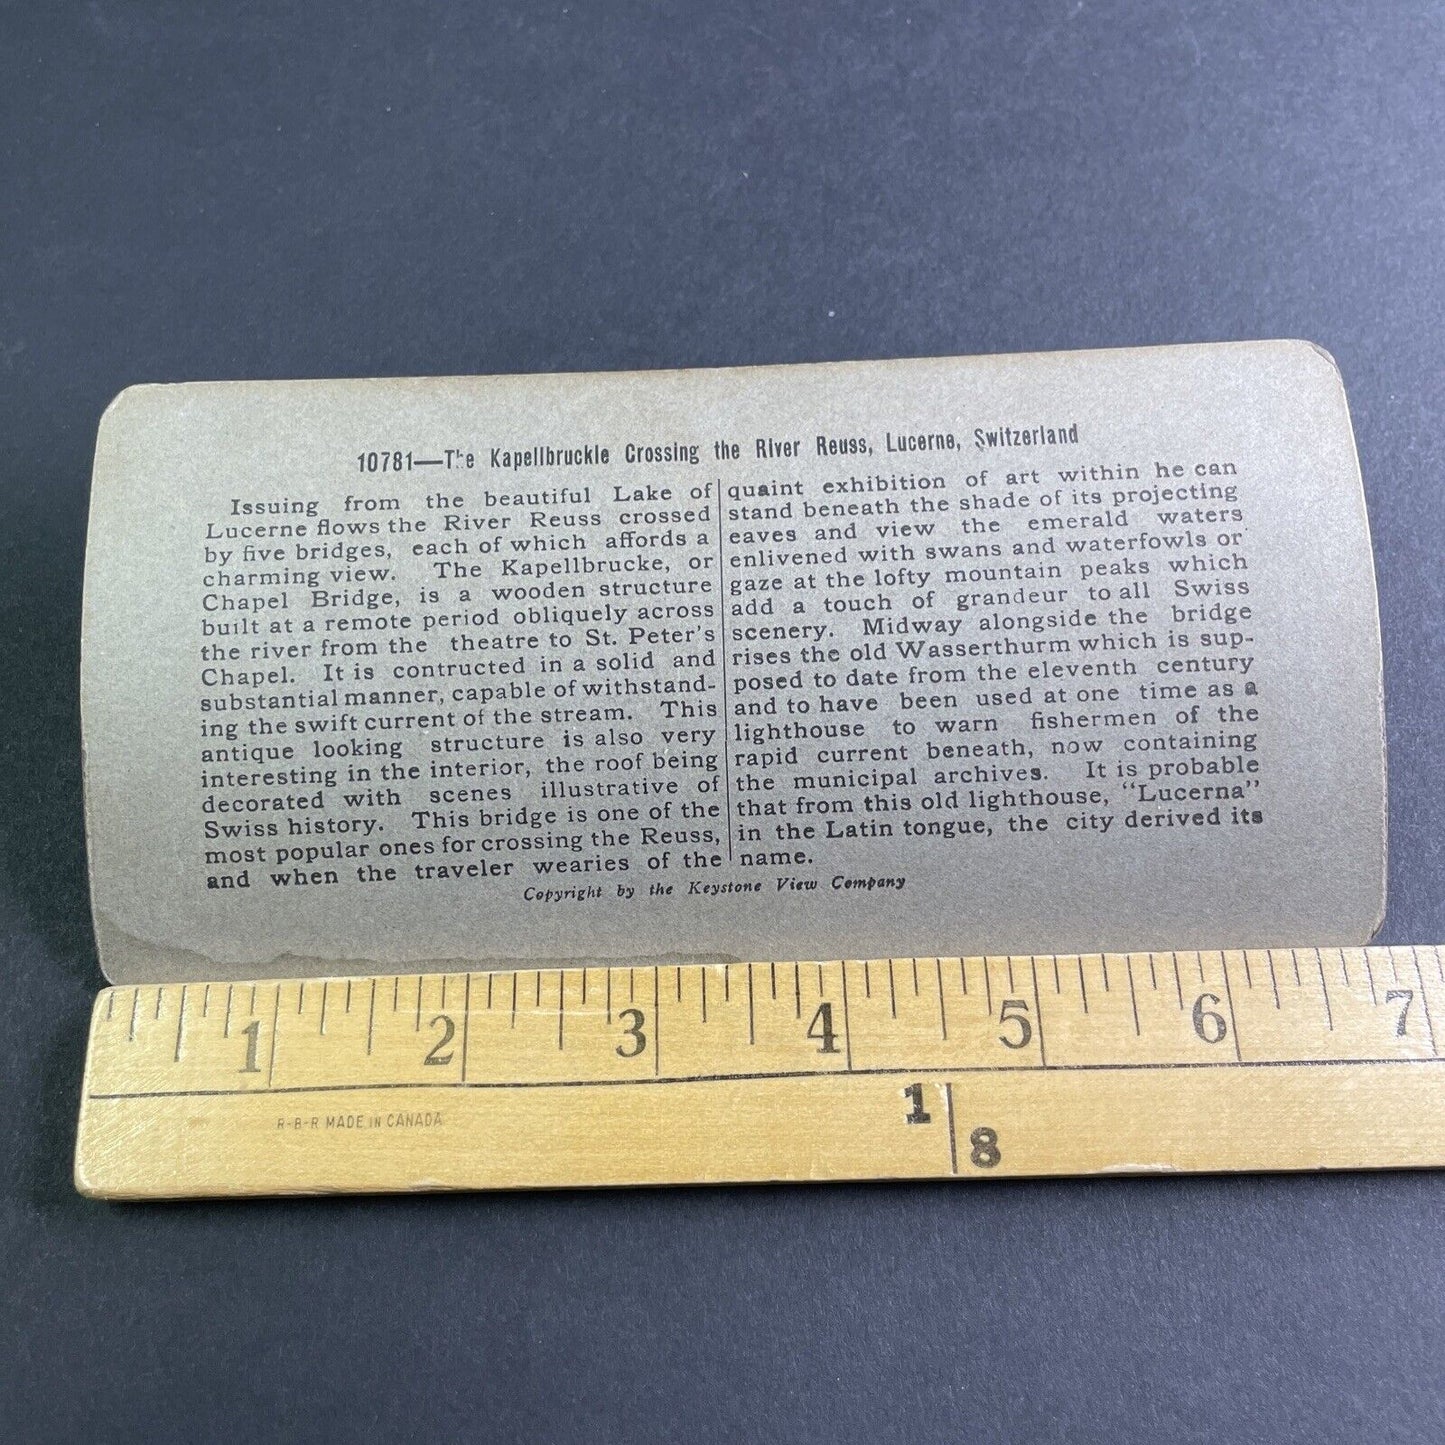 10781—The Kapellbruckle Crossing the River Reuss, Lucerne, Switzerland
Issuing from the beautiful Lake of
Lucerne flows the River Reuss crossed
by five bridges, each of which affords a
charming view. The Kapellbrucke, or
Chapel Bridge, is a wooden structure
built at a remote period obliquely across
the river from the theatre to St. Peter's
Chapel. It is contructed in a solid and
substantial manner, capable of withstand-
ing the swift current of the stream. This
antique looking structure is also very
interesting in the interior, the roof being
decorated with scenes illustrative of
Swiss history. This bridge is one of the
most popular ones for crossing the Reuss,
and when the traveler wearies of the
quaint exhibition of art within he can
stand beneath the shade of its projecting
eaves and view the emerald waters
enlivened with swans and waterfowls or
gaze at the lofty mountain peaks which
add a touch of grandeur to all Swiss
scenery. Midway alongside the bridge
rises the old Wasserthurm which is sup-
posed to date from the eleventh century
and to have been used at one time as a
lighthouse to warn fishermen of the
rapid current beneath, now containing
the municipal archives. It is probable
that from this old lighthouse, "Lucerna"
in the Latin tongue, the city derived its
name.
Copyright by the Keystone View Company
1 2 3 4 5 6 7
R-B-R MADE IN CANADA
1
8